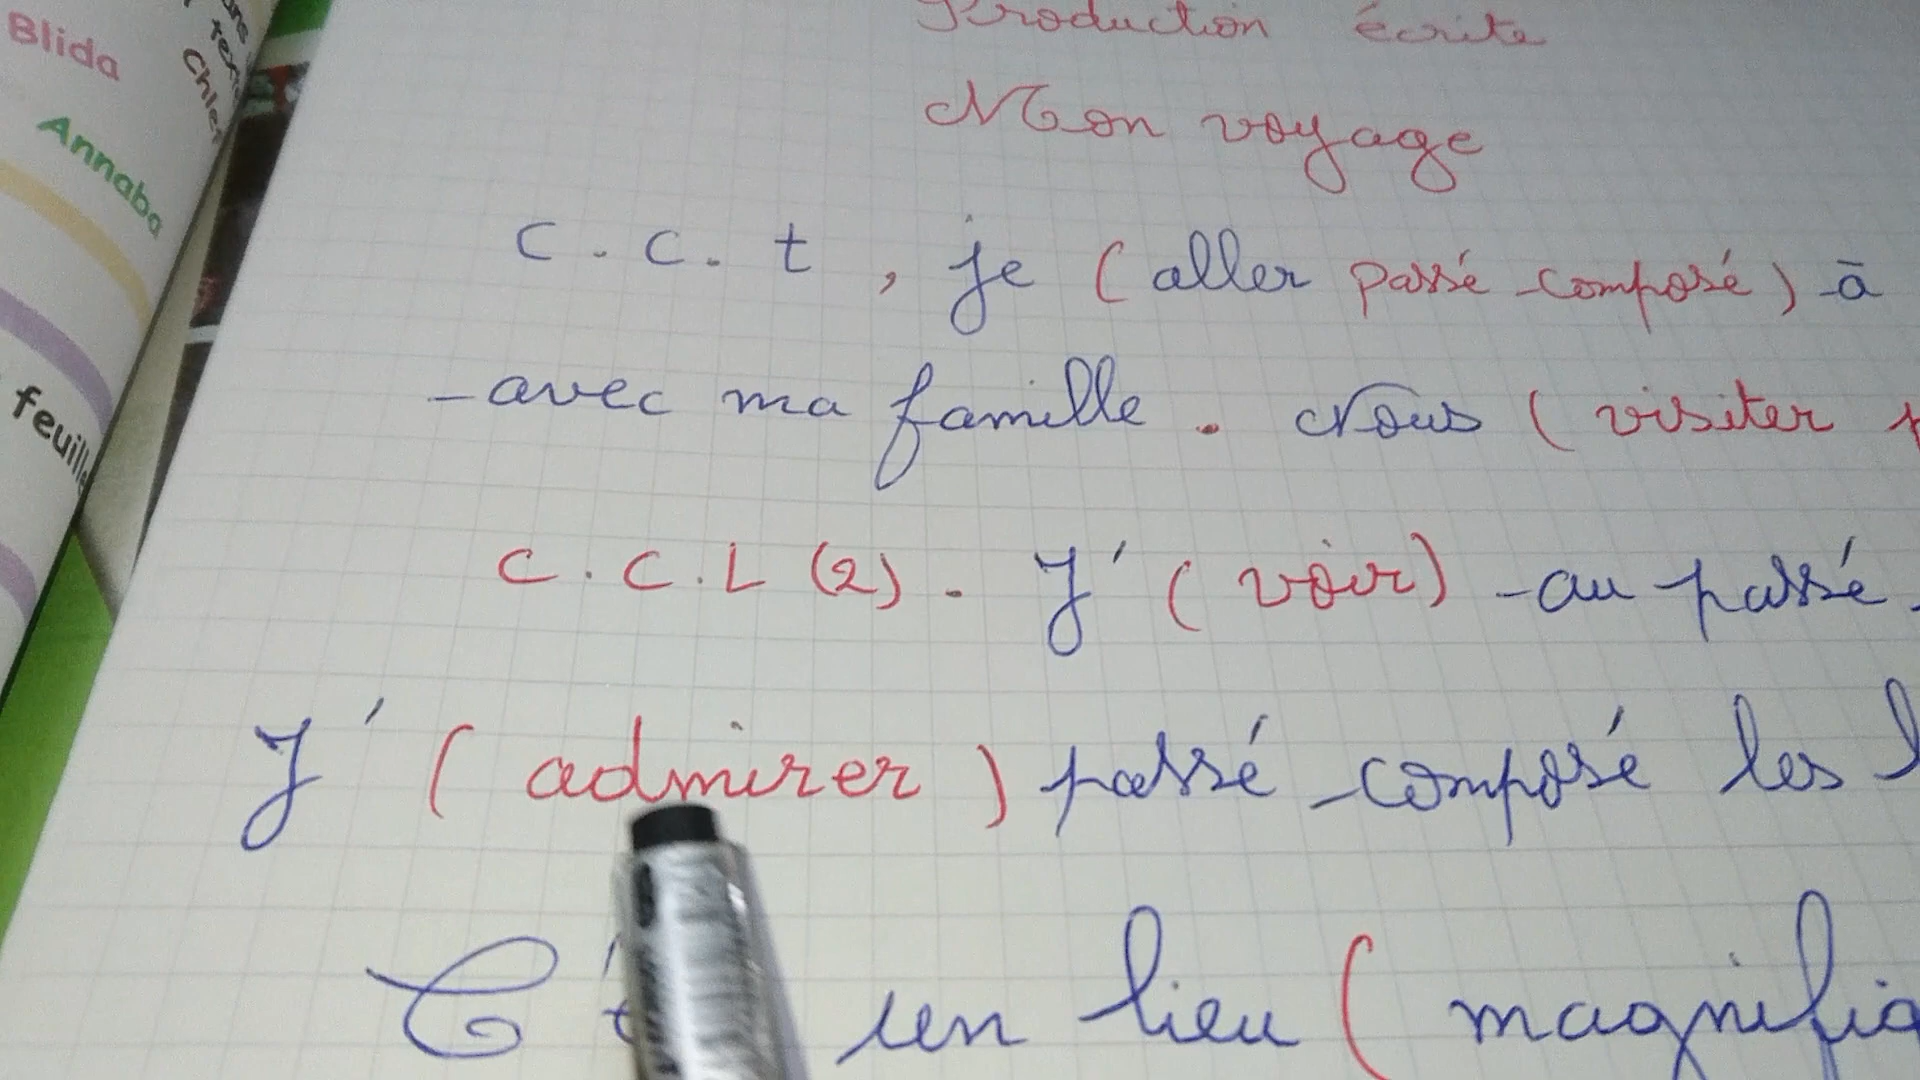 Blida
Annaba
Production écrite
Mon voyage
c.c.t, je (aller passé composé) à
avec ma famille. Nous (visiter
c.c.L (2). J' (voir) au passé
J' (admirer) passé composé les
un lieu (magnifiq
feuille